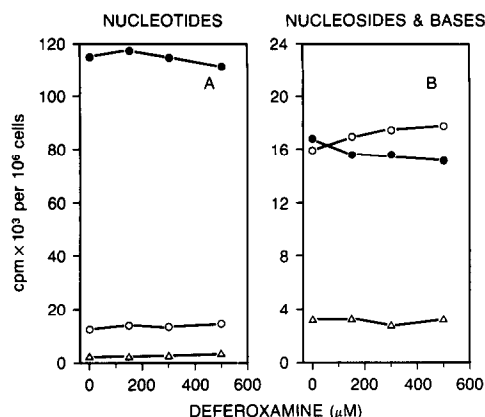 NUCLEOTIDES
NUCLEOSIDES & BASES
cpm × 10³ per 10⁶ cells
120
100
80
60
40
20
0
A
0 200 400 600
24
20
16
12
8
4
0
B
0 200 400 600
DEFEROXAMINE (μM)